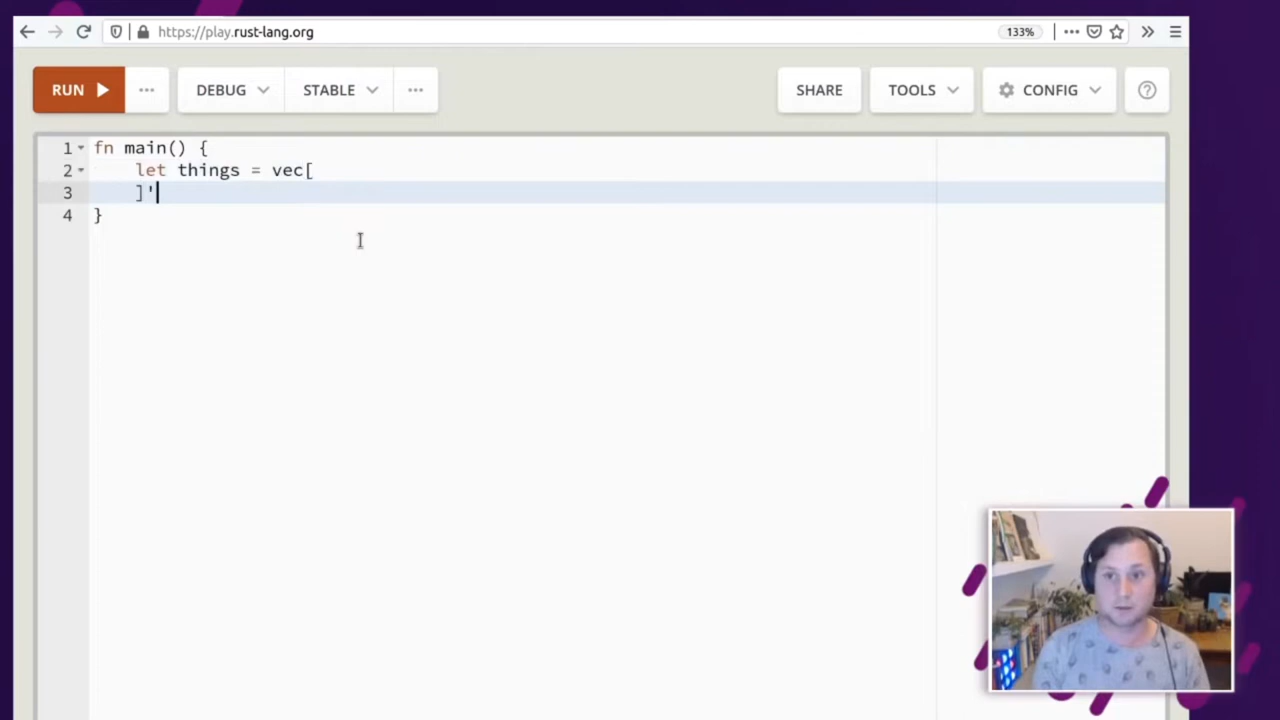 https://play.rust-lang.org 133%
RUN DEBUG STABLE SHARE TOOLS CONFIG
1 fn main() {
2 let things = vec[
3 ]'
4 }